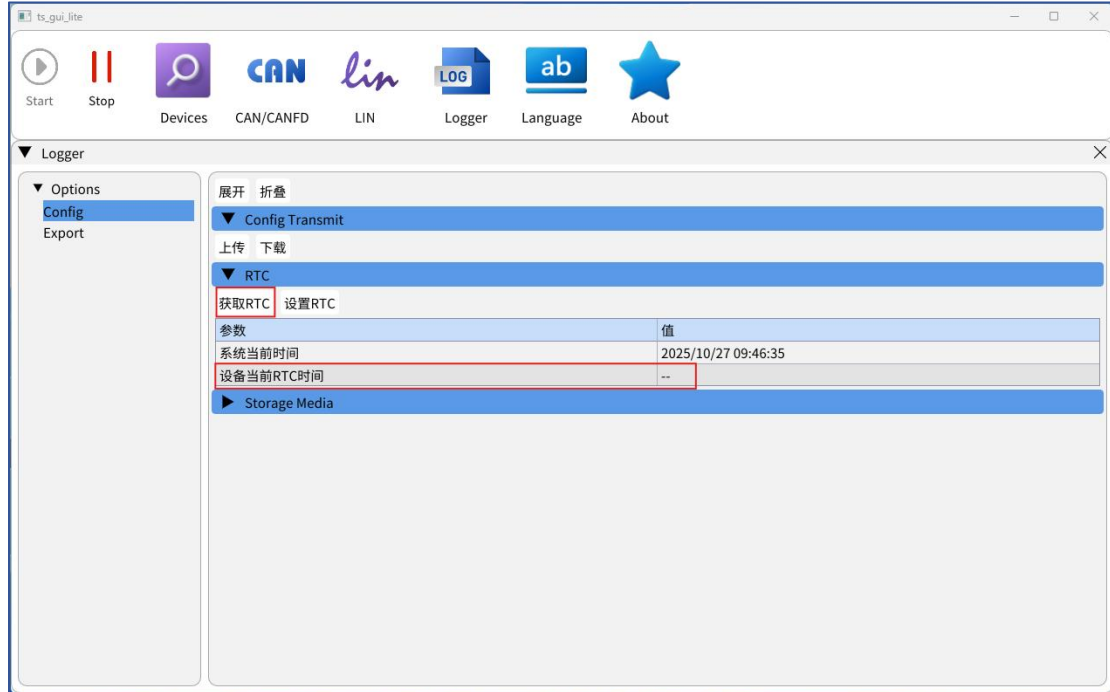 ts_gui_lite
CAN lin LOG ab
Start Stop Devices CAN/CANFD LIN Logger Language About
Logger
Options
Config
Export
展开 折叠
Config Transmit
上传 下载
RTC
获取RTC 设置RTC
参数 值
系统当前时间 2025/10/27 09:46:35
设备当前RTC时间 --
Storage Media